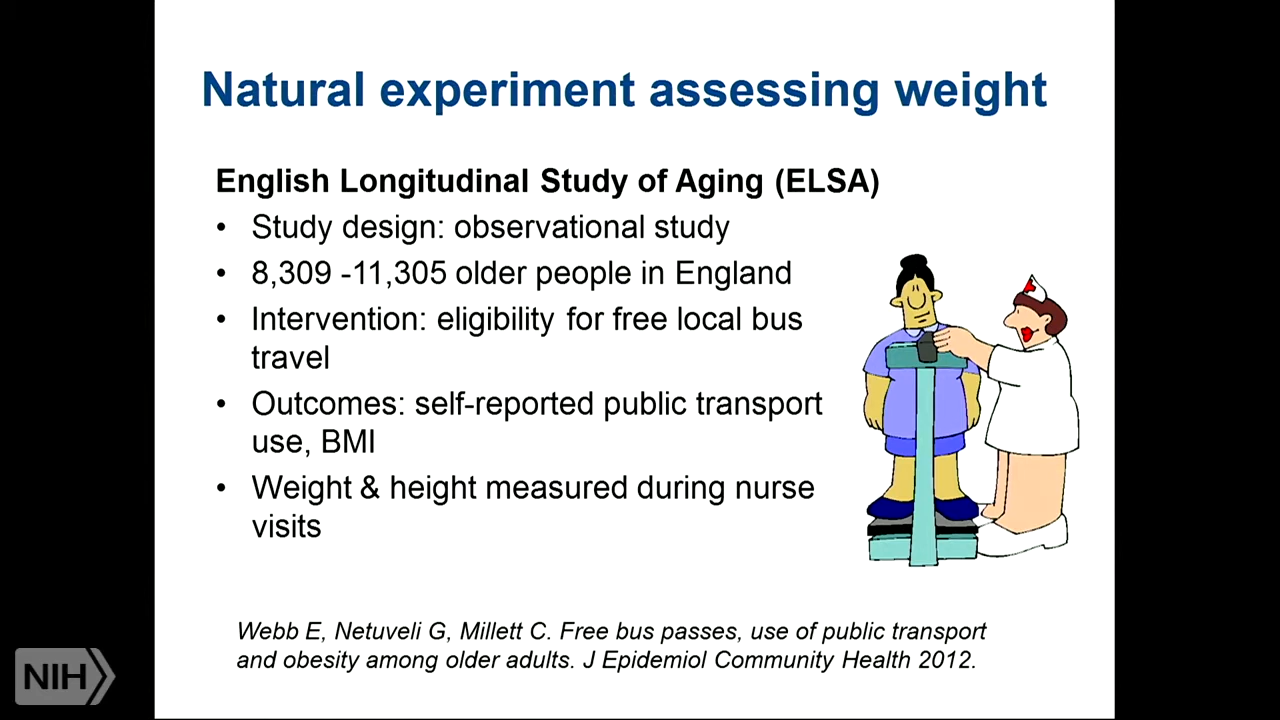 Natural experiment assessing weight
English Longitudinal Study of Aging (ELSA)
• Study design: observational study
• 8,309 -11,305 older people in England
• Intervention: eligibility for free local bus
travel
• Outcomes: self-reported public transport
use, BMI
• Weight & height measured during nurse
visits
Webb E, Netuveli G, Millett C. Free bus passes, use of public transport
and obesity among older adults. J Epidemiol Community Health 2012.
NIH